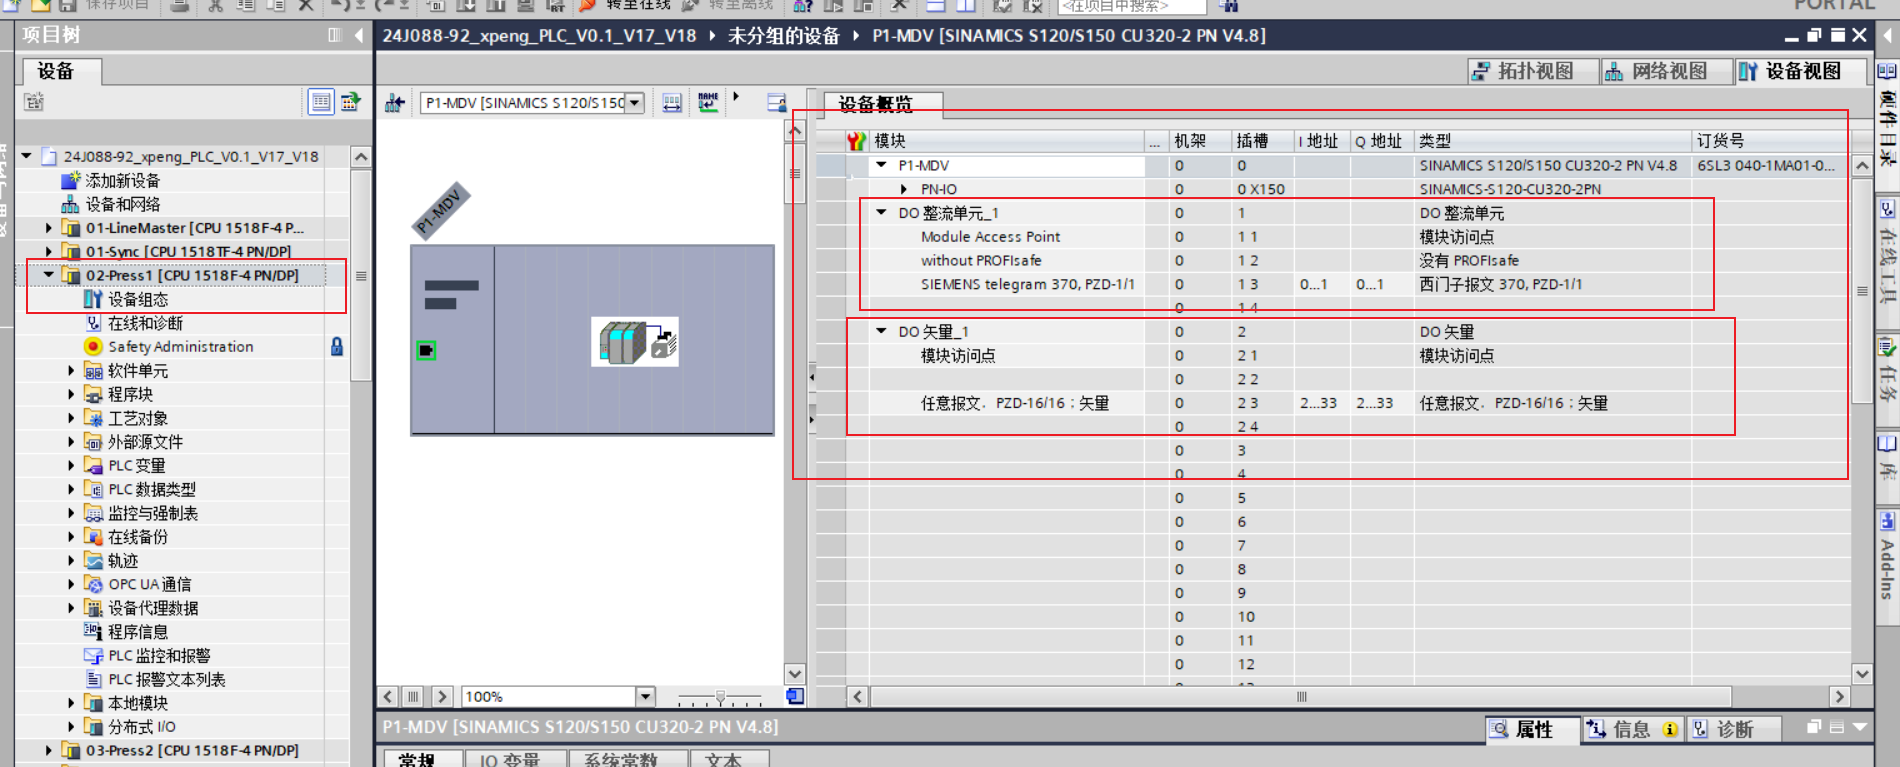 保存项目
转至在线
转至离线
<在项目中搜索>
PORTAL
项目树
24J088-92_xpeng_PLC_V0.1_V17_V18 › 未分组的设备 › P1-MDV [SINAMICS S120/S150 CU320-2 PN V4.8]
设备
拓扑视图
网络视图
设备视图
P1-MDV [SINAMICS S120/S150
设备概览
模块 ... 机架 插槽 I 地址 Q 地址 类型 订货号
P1-MDV 0 0 SINAMICS S120/S150 CU320-2 PN V4.8 6SL3 040-1MA01-0...
PN-IO 0 0 X150 SINAMICS-S120-CU320-2PN
DO 整流单元_1 0 1 DO 整流单元
Module Access Point 0 1 1 模块访问点
without PROFIsafe 0 1 2 没有 PROFIsafe
SIEMENS telegram 370, PZD-1/1 0 1 3 0...1 0...1 西门子报文 370, PZD-1/1
0 1 4
DO 矢量_1 0 2 DO 矢量
模块访问点 0 2 1 模块访问点
0 2 2
任意报文. PZD-16/16；矢量 0 2 3 2...33 2...33 任意报文. PZD-16/16；矢量
0 2 4
0 3
0 4
0 5
0 6
0 7
0 8
0 9
0 10
0 11
0 12
24J088-92_xpeng_PLC_V0.1_V17_V18
添加新设备
设备和网络
01-LineMaster [CPU 1518F-4 P...
01-Sync [CPU 1518TF-4 PN/DP]
02-Press1 [CPU 1518F-4 PN/DP]
设备组态
在线和诊断
Safety Administration
软件单元
程序块
工艺对象
外部源文件
PLC 变量
PLC 数据类型
监控与强制表
在线备份
轨迹
OPC UA 通信
设备代理数据
程序信息
PLC 监控和报警
PLC 报警文本列表
本地模块
分布式 I/O
03-Press2 [CPU 1518F-4 PN/DP]
P1-MDV
100%
P1-MDV [SINAMICS S120/S150 CU320-2 PN V4.8]
属性
信息
诊断
常规
IO 变量
系统常数
文本
硬件目录
在线工具
任务
库
Add-Ins